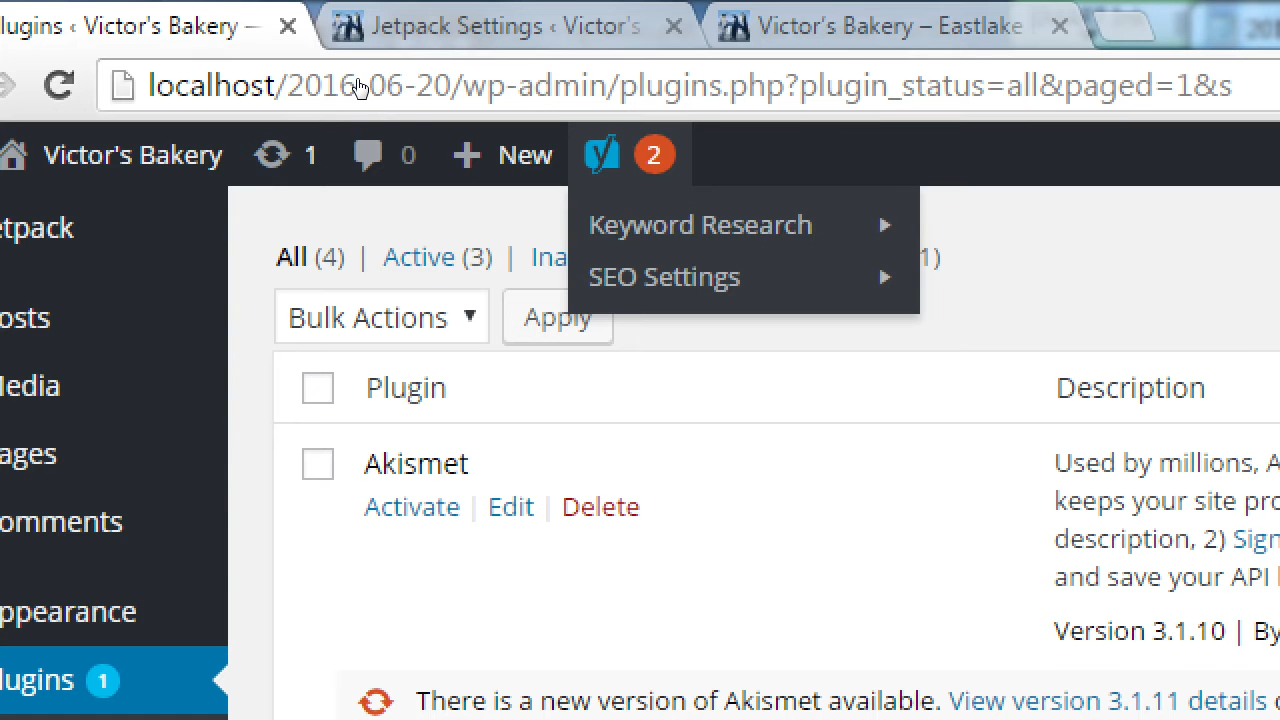 lugins ‹ Victor's Bakery —
Jetpack Settings ‹ Victor's
Victor's Bakery – Eastlake
localhost/2016-06-20/wp-admin/plugins.php?plugin_status=all&paged=1&s
Victor's Bakery 1 0 New 2
Keyword Research
SEO Settings
etpack
osts
ledia
ages
omments
ppearance
lugins 1
All (4) | Active (3) | Ina 1)
Bulk Actions Apply
Plugin Description
Akismet
Activate | Edit | Delete
Used by millions, A
keeps your site pro
description, 2) Sign
and save your API
Version 3.1.10 | By
There is a new version of Akismet available. View version 3.1.11 details o